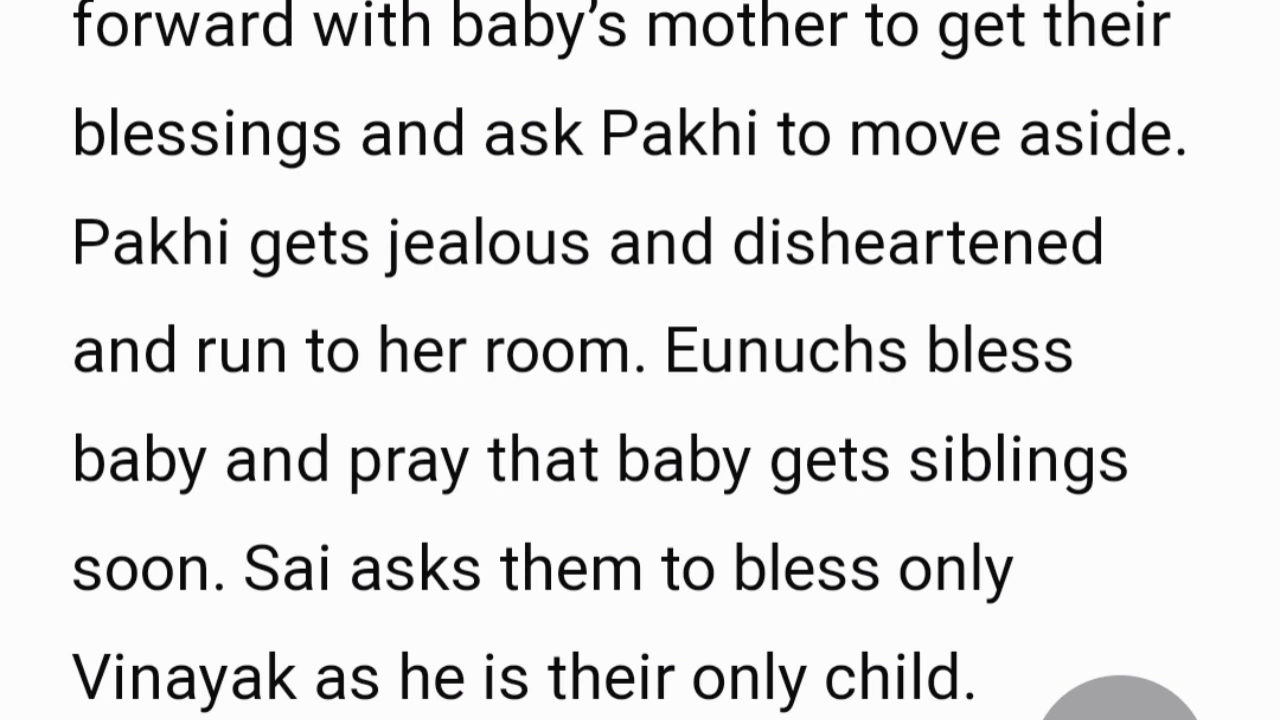 forward with baby’s mother to get their
blessings and ask Pakhi to move aside.
Pakhi gets jealous and disheartened
and run to her room. Eunuchs bless
baby and pray that baby gets siblings
soon. Sai asks them to bless only
Vinayak as he is their only child.